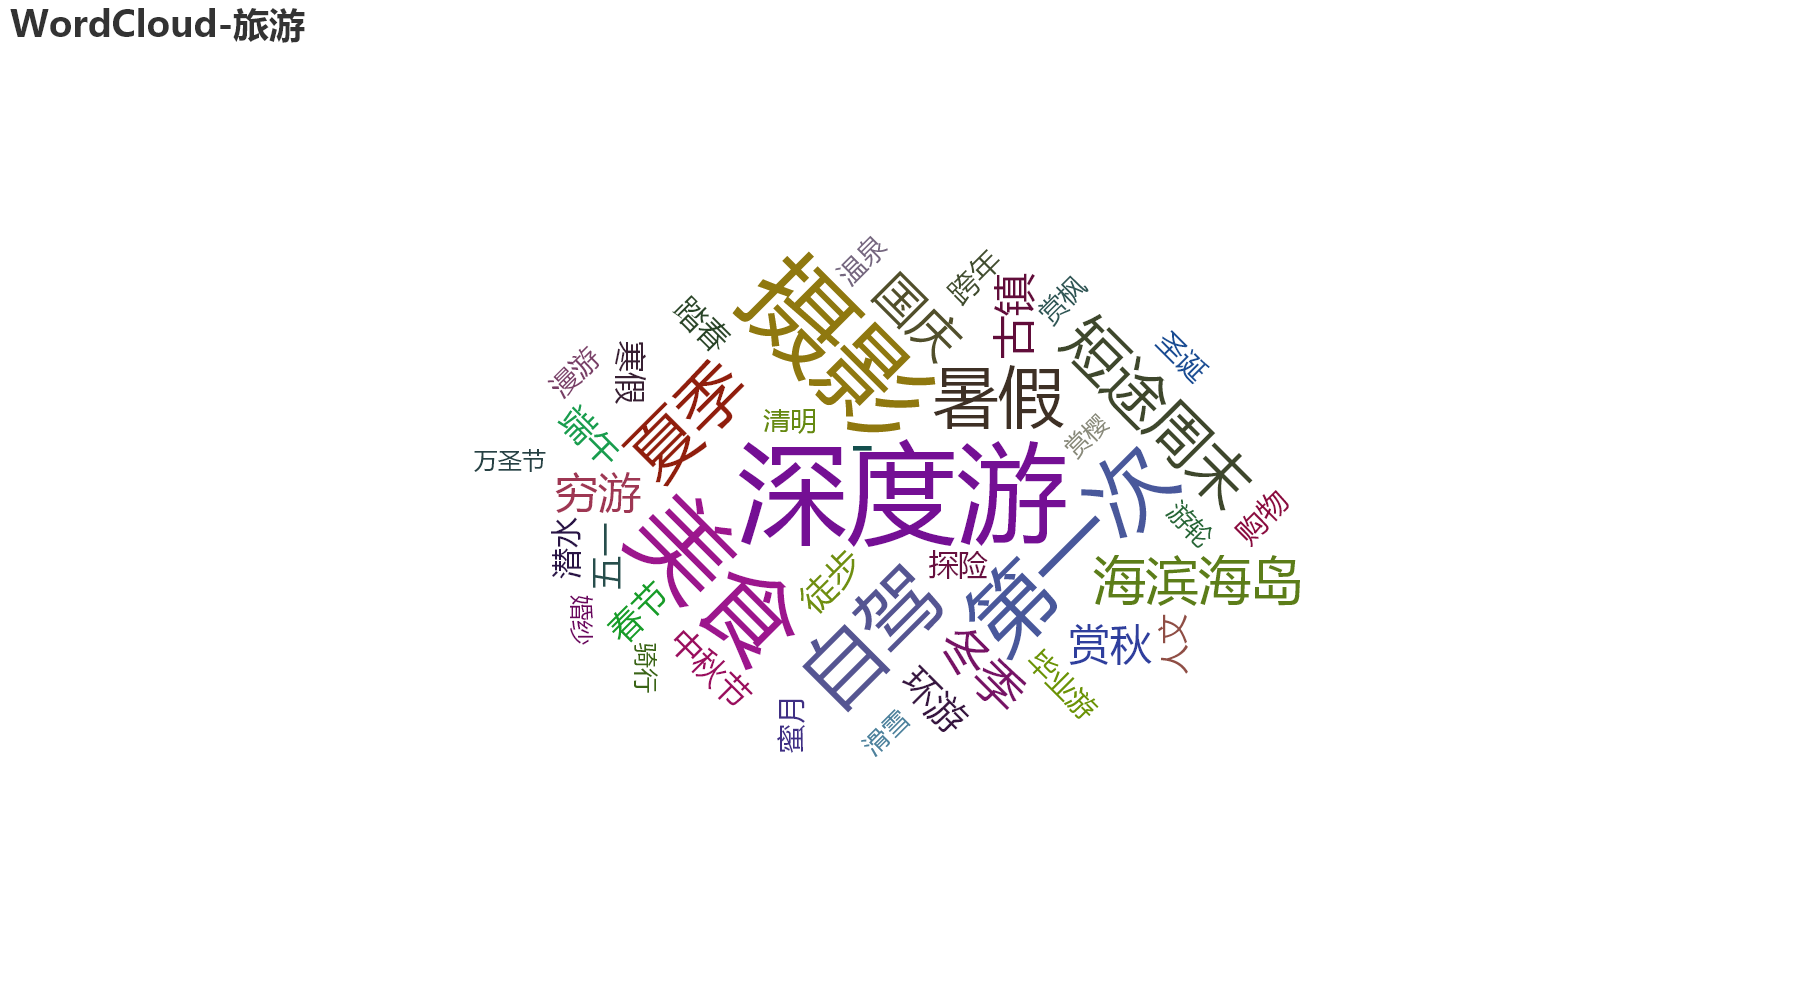 WordCloud-旅游
温泉
跨年
国庆
古镇
赏枫
摄影
踏春
短途周末
圣诞
寒假
漫游
夏季
暑假
清明
端午
赏樱
-
万圣节
深度游
第一次
穷游
游轮
购物
潜水
五一
美食
徒步
探险
海滨海岛
自驾
婚纱
春节
赏秋
人文
骑行
中秋节
冬季
毕业游
环游
蜜月
滑雪